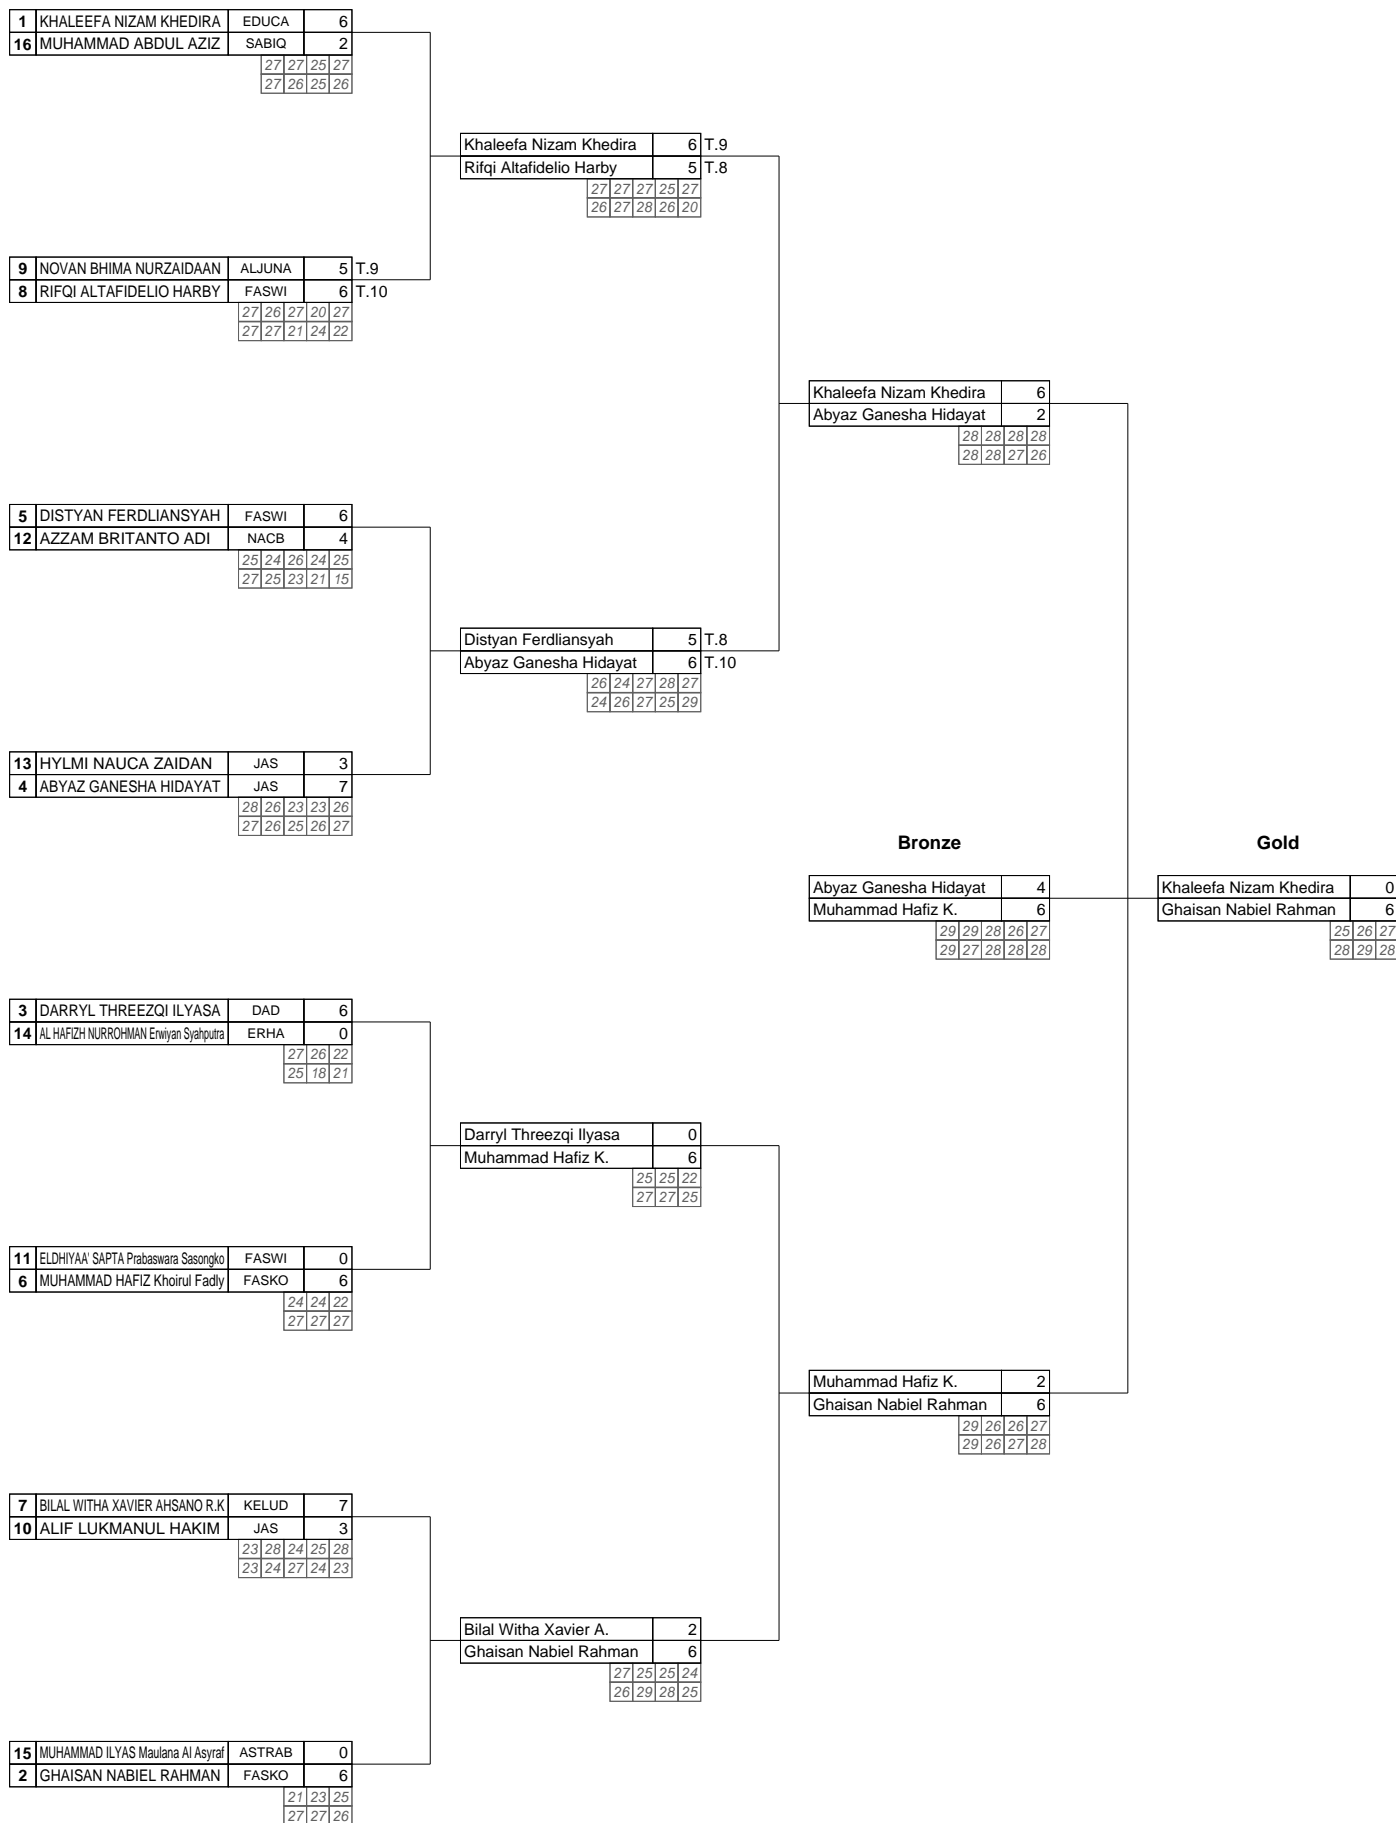 1 KHALEEFA NIZAM KHEDIRA EDUCA 6
16 MUHAMMAD ABDUL AZIZ SABIQ 2
27 27 25 27
27 26 25 26
Khaleefa Nizam Khedira 6 T.9
Rifqi Altafidelio Harby 5 T.8
27 27 27 25 27
26 27 28 26 20
9 NOVAN BHIMA NURZAIDAAN ALJUNA 5 T.9
8 RIFQI ALTAFIDELIO HARBY FASWI 6 T.10
27 26 27 20 27
27 27 21 24 22
Khaleefa Nizam Khedira 6
Abyaz Ganesha Hidayat 2
28 28 28 28
28 28 27 26
5 DISTYAN FERDLIANSYAH FASWI 6
12 AZZAM BRITANTO ADI NACB 4
25 24 26 24 25
27 25 23 21 15
Distyan Ferdliansyah 5 T.8
Abyaz Ganesha Hidayat 6 T.10
26 24 27 28 27
24 26 27 25 29
13 HYLMI NAUCA ZAIDAN JAS 3
4 ABYAZ GANESHA HIDAYAT JAS 7
28 26 23 23 26
27 26 25 26 27
Bronze Gold
Abyaz Ganesha Hidayat 4 Khaleefa Nizam Khedira 0
Muhammad Hafiz K. 6 Ghaisan Nabiel Rahman 6
29 29 28 26 27 25 26 27
29 27 28 28 28 28 29 28
3 DARRYL THREEZQI ILYASA DAD 6
14 AL HAFIZH NURROHMAN Erwiyan Syahputra ERHA 0
27 26 22
25 18 21
Darryl Threezqi Ilyasa 0
Muhammad Hafiz K. 6
25 25 22
27 27 25
11 ELDHIYAA' SAPTA Prabaswara Sasongko FASWI 0
6 MUHAMMAD HAFIZ Khoirul Fadly FASKO 6
24 24 22
27 27 27
Muhammad Hafiz K. 2
Ghaisan Nabiel Rahman 6
29 26 26 27
29 26 27 28
7 BILAL WITHA XAVIER AHSANO R.K KELUD 7
10 ALIF LUKMANUL HAKIM JAS 3
23 28 24 25 28
23 24 27 24 23
Bilal Witha Xavier A. 2
Ghaisan Nabiel Rahman 6
27 25 25 24
26 29 28 25
15 MUHAMMAD ILYAS Maulana Al Asyraf ASTRAB 0
2 GHAISAN NABIEL RAHMAN FASKO 6
21 23 25
27 27 26